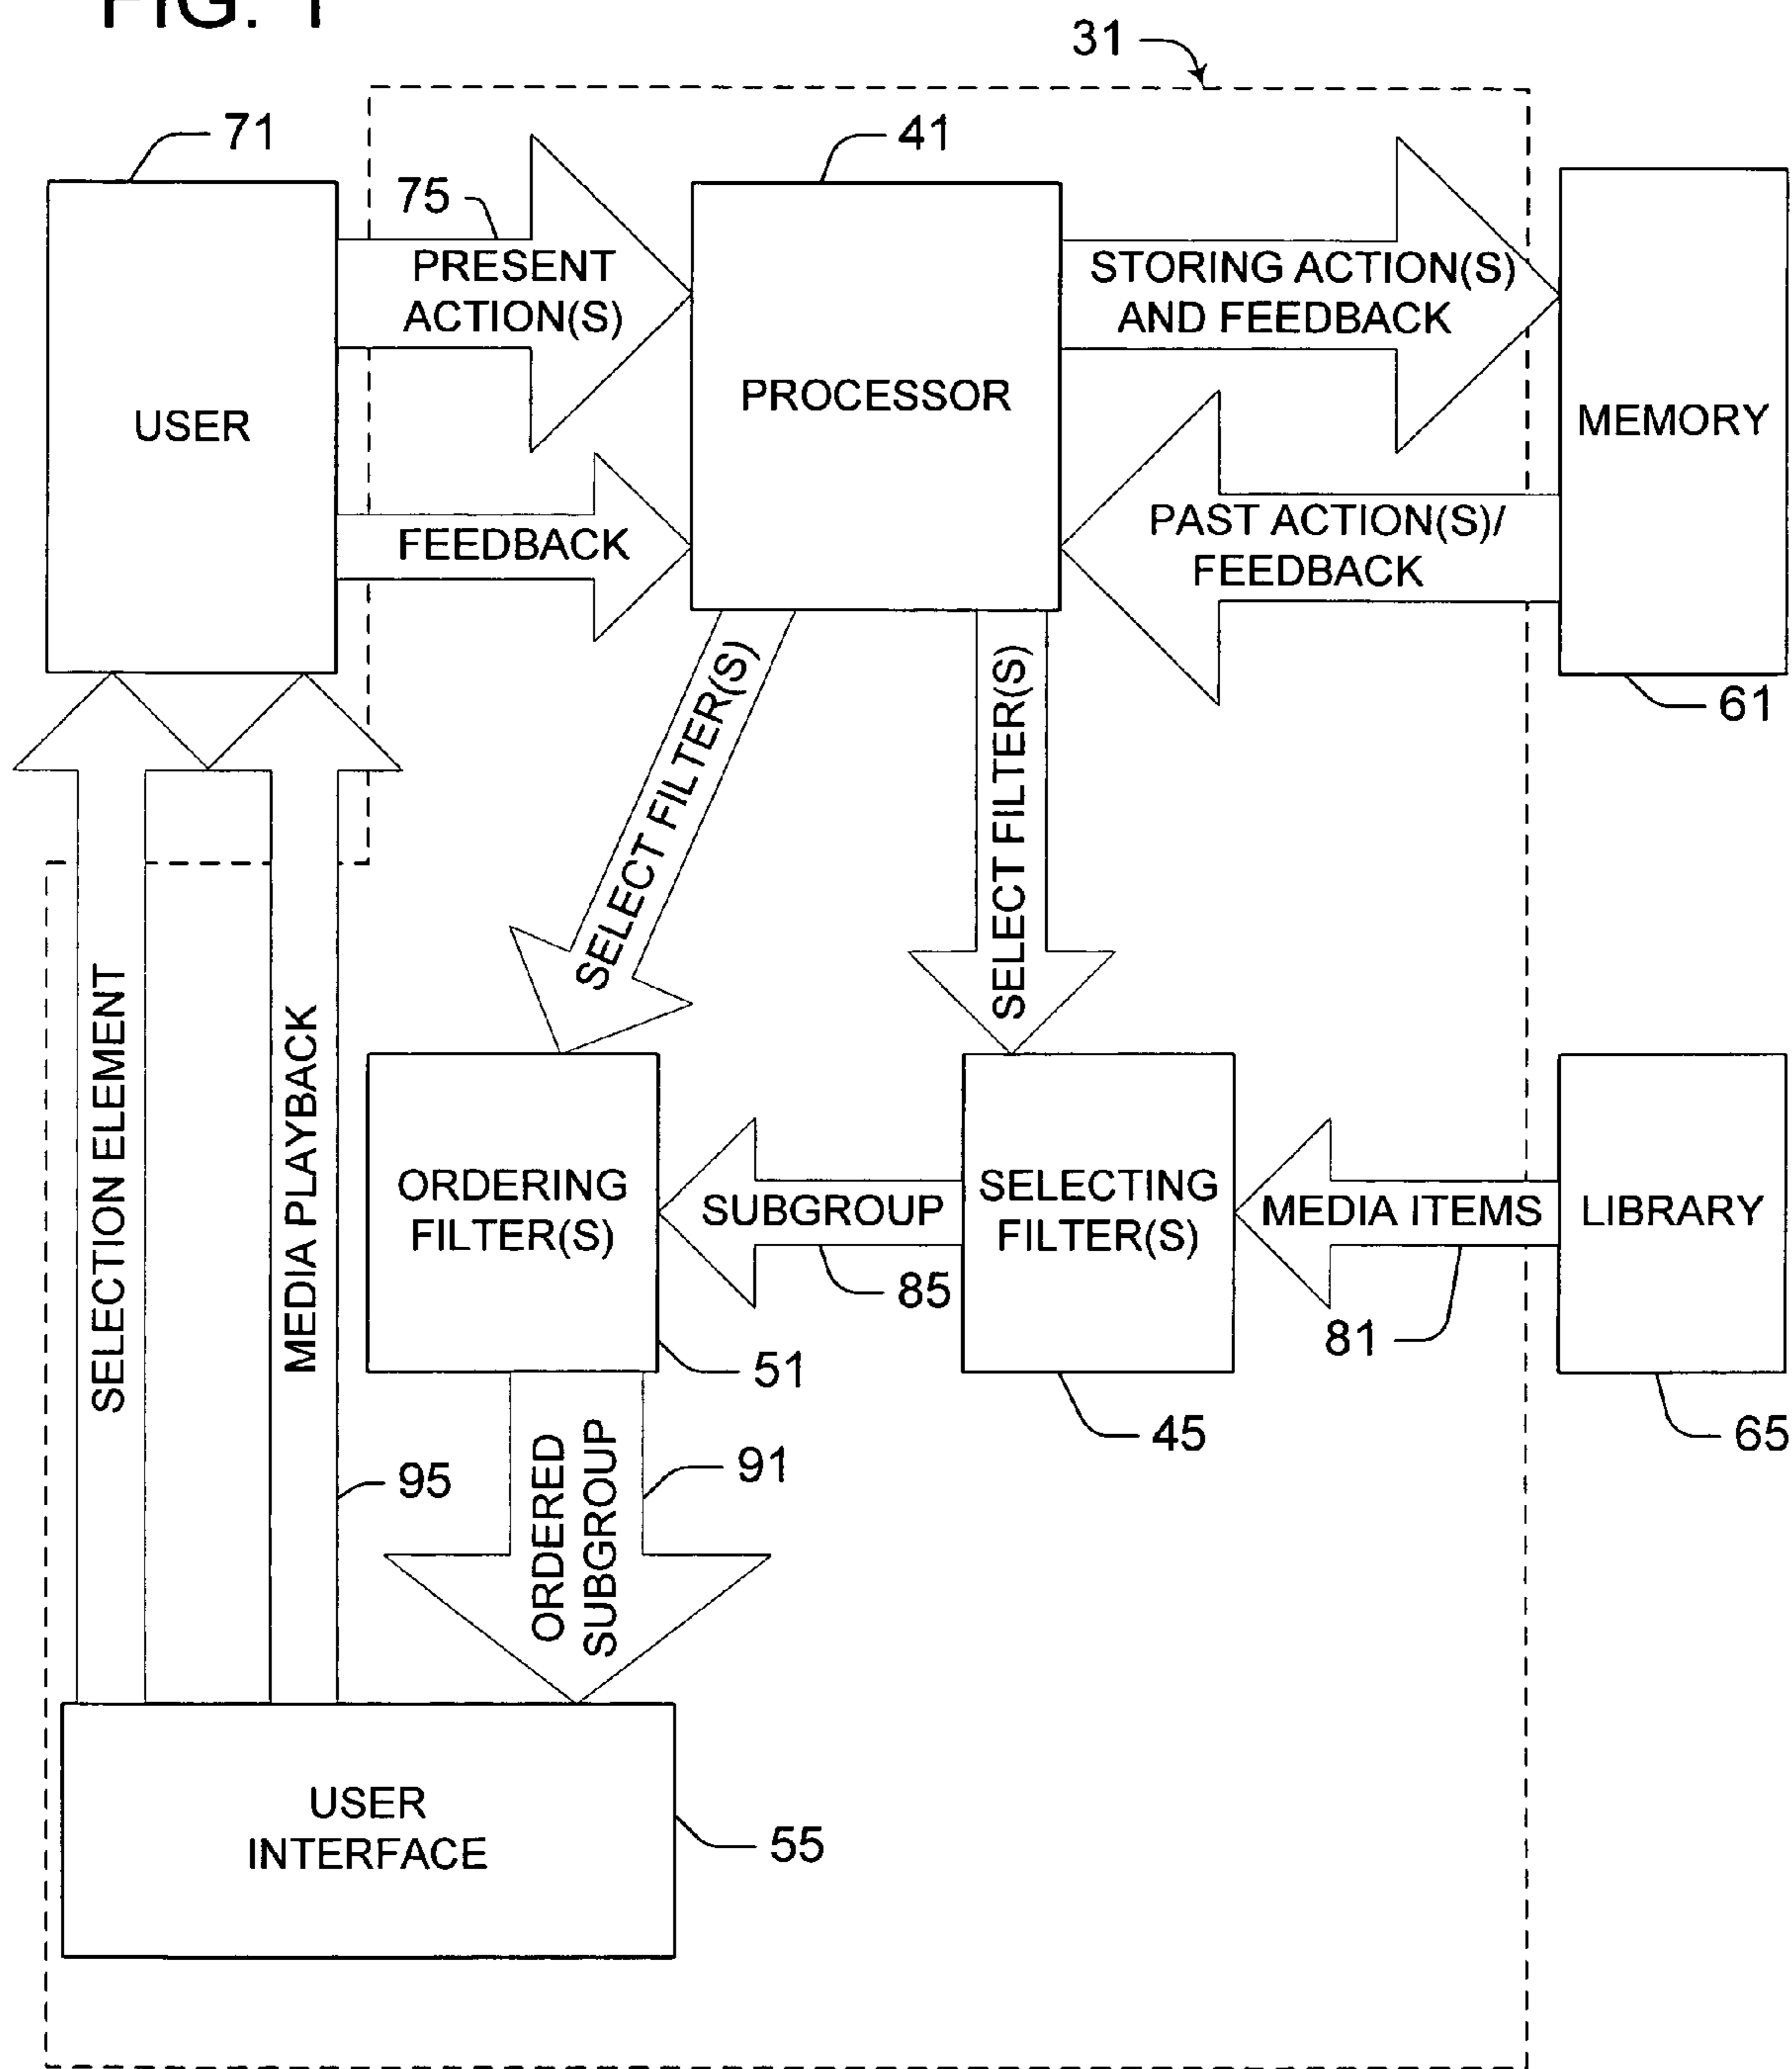 FIG. 1
31
71
41
75
PRESENT
ACTION(S)
STORING ACTION(S)
AND FEEDBACK
USER
PROCESSOR
MEMORY
FEEDBACK
PAST ACTION(S)/
FEEDBACK
61
SELECT FILTER(S)
SELECT FILTER(S)
SELECTION ELEMENT
MEDIA PLAYBACK
ORDERING
FILTER(S)
SUBGROUP
SELECTING
FILTER(S)
MEDIA ITEMS
LIBRARY
85
81
51
45
65
95
91
ORDERED
SUBGROUP
USER
INTERFACE
55